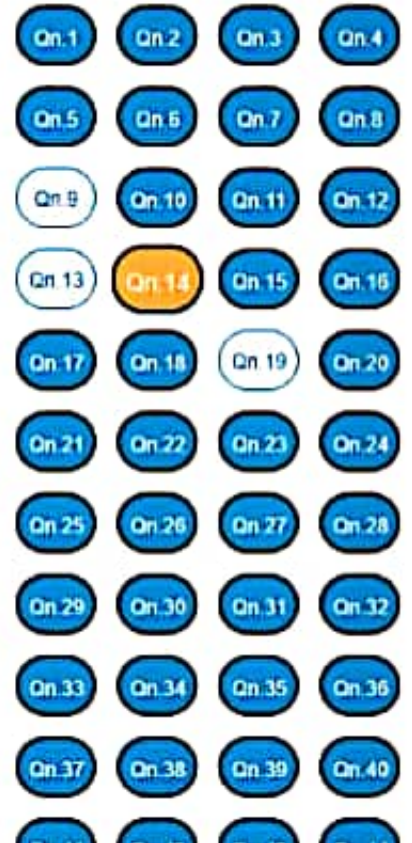 Qn.1 Qn.2 Qn.3 Qn.4
Qn.5 Qn.6 Qn.7 Qn.8
Qn.9 Qn.10 Qn.11 Qn.12
Qn.13 Qn.14 Qn.15 Qn.16
Qn.17 Qn.18 Qn.19 Qn.20
Qn.21 Qn.22 Qn.23 Qn.24
Qn.25 Qn.26 Qn.27 Qn.28
Qn.29 Qn.30 Qn.31 Qn.32
Qn.33 Qn.34 Qn.35 Qn.36
Qn.37 Qn.38 Qn.39 Qn.40